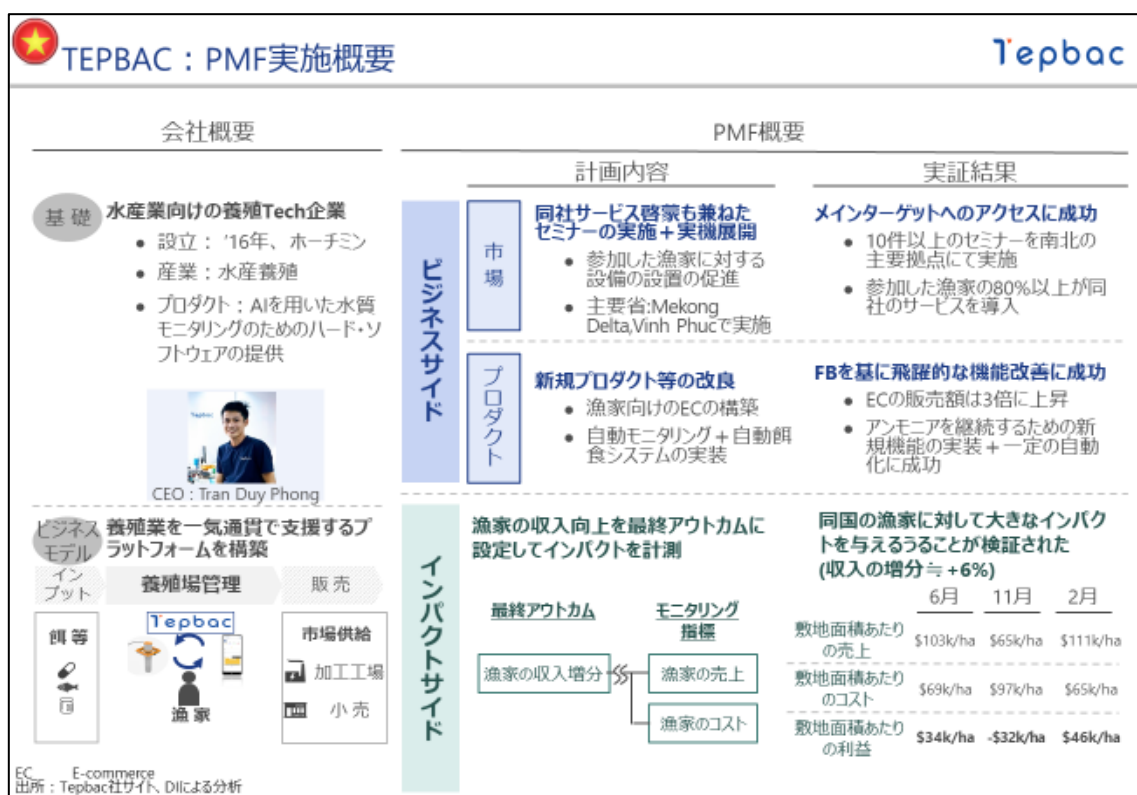 TEPBAC：PMF実施概要
Tepbac
会社概要
基礎
水産業向けの養殖Tech企業
• 設立： '16年、ホーチミン
• 産業：水産養殖
• プロダクト：AIを用いた水質
モニタリングのためのハード・ソ
フトウェアの提供
Tepbac
CEO：Tran Duy Phong
ビジネス
モデル
養殖業を一気通貫で支援するプ
ラットフォームを構築
イン
プット
養殖場管理
販売
餌等
Tepbac
漁家
市場供給
加工工場
小売
PMF概要
計画内容
実証結果
ビジネスサイド
市場
同社サービス啓蒙も兼ねた
セミナーの実施＋実機展開
• 参加した漁家に対する
設備の設置の促進
• 主要省:Mekong
Delta,Vinh Phucで実施
メインターゲットへのアクセスに成功
• 10件以上のセミナーを南北の
主要拠点にて実施
• 参加した漁家の80%以上が同
社のサービスを導入
プロダクト
新規プロダクト等の改良
• 漁家向けのECの構築
• 自動モニタリング＋自動餌
食システムの実装
FBを基に飛躍的な機能改善に成功
• ECの販売額は3倍に上昇
• アンモニアを継続するための新
規機能の実装＋一定の自動
化に成功
インパクトサイド
漁家の収入向上を最終アウトカムに
設定してインパクトを計測
最終アウトカム
モニタリング
指標
漁家の収入増分
漁家の売上
漁家のコスト
同国の漁家に対して大きなインパク
トを与えるうることが検証された
(収入の増分≒+6%)
6月 11月 2月
敷地面積あたり
の売上
$103k/ha $65k/ha $111k/ha
敷地面積あたり
のコスト
$69k/ha $97k/ha $65k/ha
敷地面積あたり
の利益
$34k/ha -$32k/ha $46k/ha
EC E-commerce
出所：Tepbac社サイト、DIによる分析